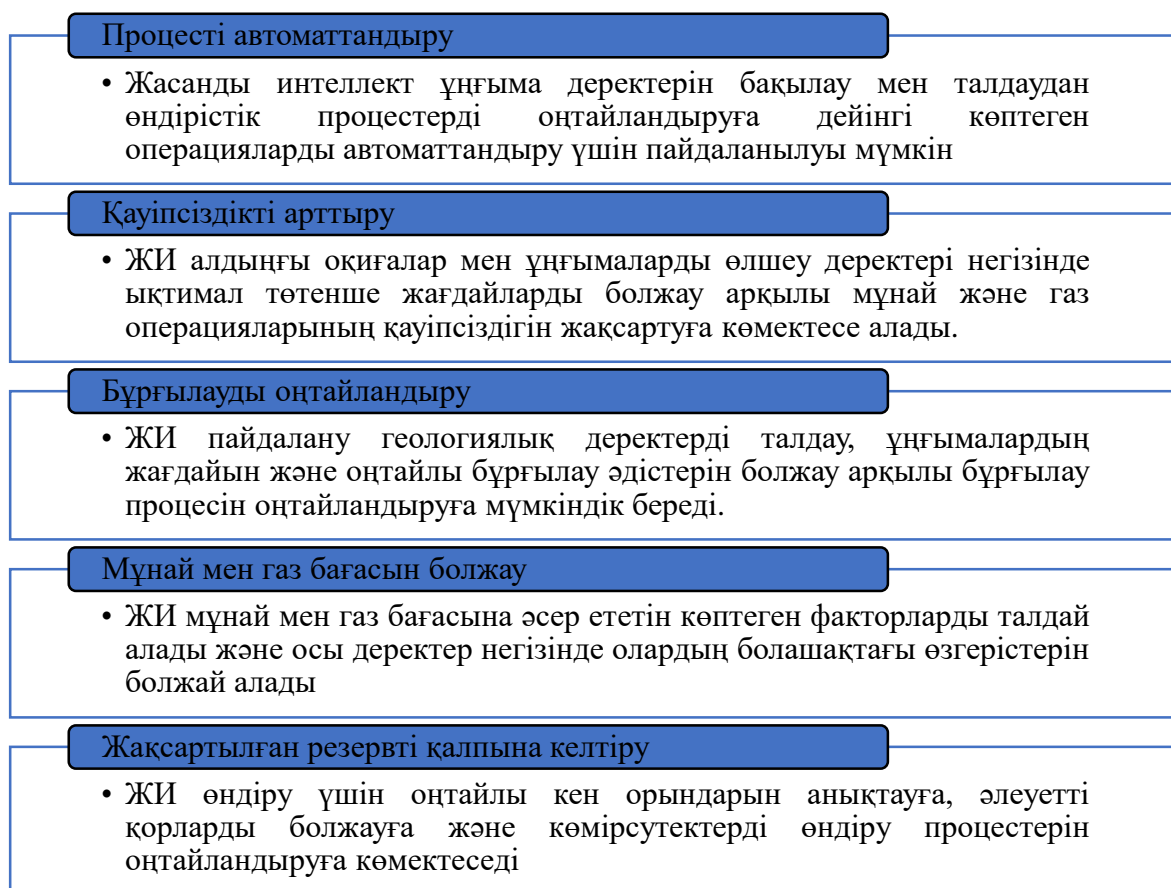 Процесті автоматтандыру
• Жасанды интеллект ұңғыма деректерін бақылау мен талдаудан
өндірістік процестерді оңтайландыруға дейінгі көптеген
операцияларды автоматтандыру үшін пайдаланылуы мүмкін
Қауіпсіздікті арттыру
• ЖИ алдыңғы оқиғалар мен ұңғымаларды өлшеу деректері негізінде
ықтимал төтенше жағдайларды болжау арқылы мұнай және газ
операцияларының қауіпсіздігін жақсартуға көмектесе алады.
Бұрғылауды оңтайландыру
• ЖИ пайдалану геологиялық деректерді талдау, ұңғымалардың
жағдайын және оңтайлы бұрғылау әдістерін болжау арқылы бұрғылау
процесін оңтайландыруға мүмкіндік береді.
Мұнай мен газ бағасын болжау
• ЖИ мұнай мен газ бағасына әсер ететін көптеген факторларды талдай
алады және осы деректер негізінде олардың болашақтағы өзгерістерін
болжай алады
Жақсартылған резервті қалпына келтіру
• ЖИ өндіру үшін оңтайлы кен орындарын анықтауға, әлеуетті
қорларды болжауға және көмірсутектерді өндіру процестерін
оңтайландыруға көмектеседі